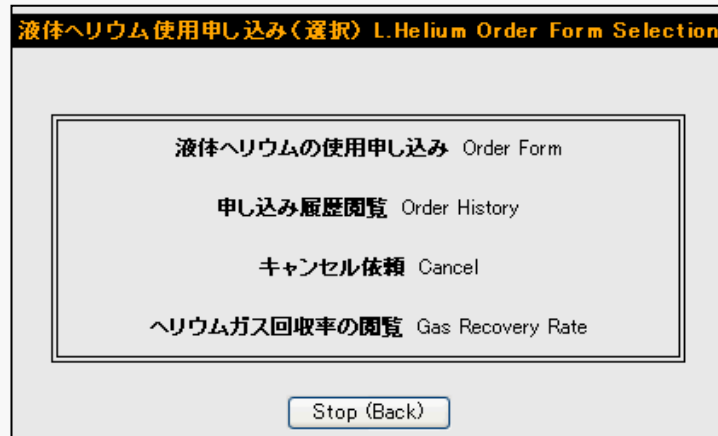 液体ヘリウム使用申し込み(選択) L.Helium Order Form Selection
液体ヘリウムの使用申し込み Order Form
申し込み履歴閲覧 Order History
キャンセル依頼 Cancel
ヘリウムガス回収率の閲覧 Gas Recovery Rate
Stop (Back)